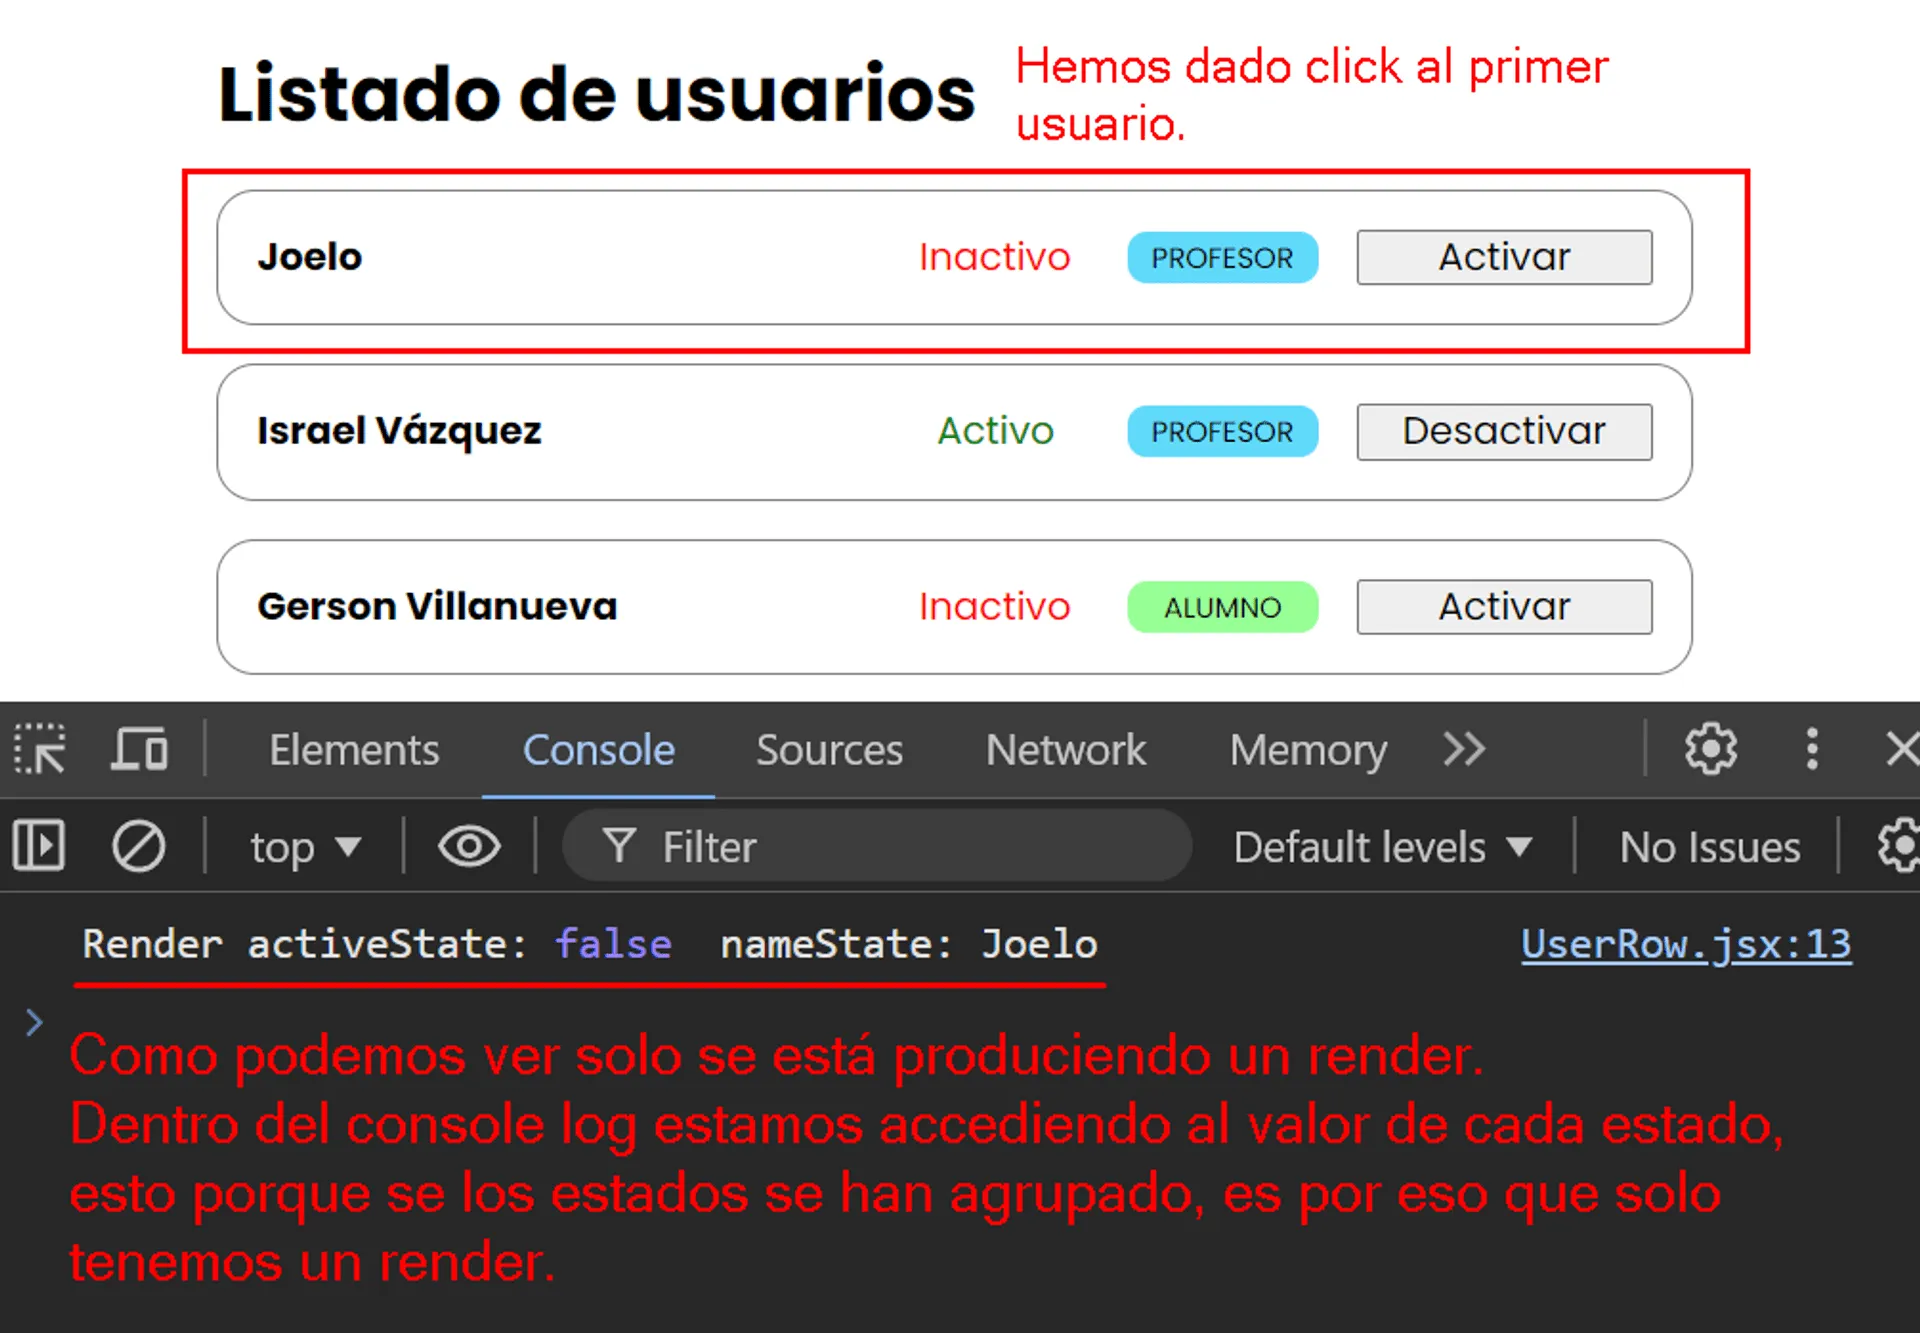 Listado de usuarios
Hemos dado click al primer
usuario.
Joelo Inactivo PROFESOR Activar
Israel Vázquez Activo PROFESOR Desactivar
Gerson Villanueva Inactivo ALUMNO Activar
Elements Console Sources Network Memory
top Filter Default levels No Issues
Render activeState: false nameState: Joelo UserRow.jsx:13
Como podemos ver solo se está produciendo un render.
Dentro del console log estamos accediendo al valor de cada estado,
esto porque se los estados se han agrupado, es por eso que solo
tenemos un render.